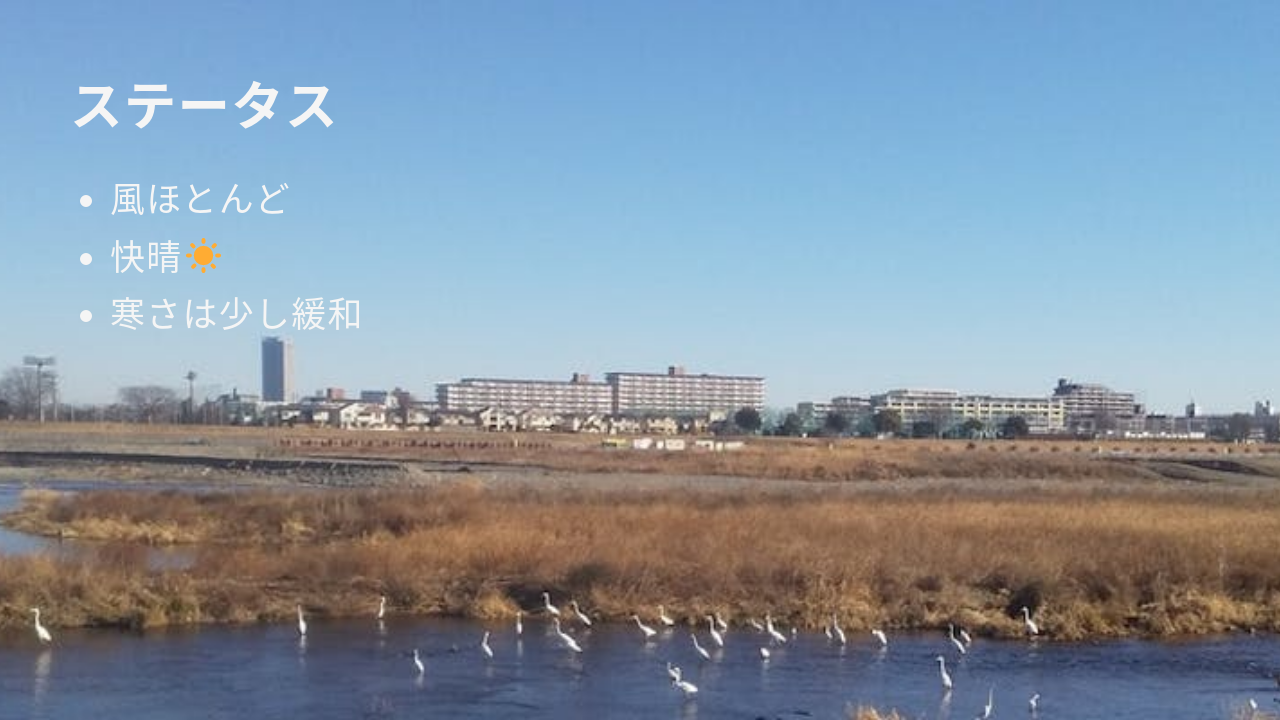 ステータス
• 風ほとんど
• 快晴☀
• 寒さは少し緩和